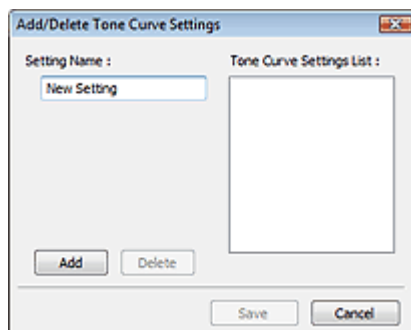 Add/Delete Tone Curve Settings
Setting Name :
Tone Curve Settings List :
New Setting
Add
Delete
Save
Cancel